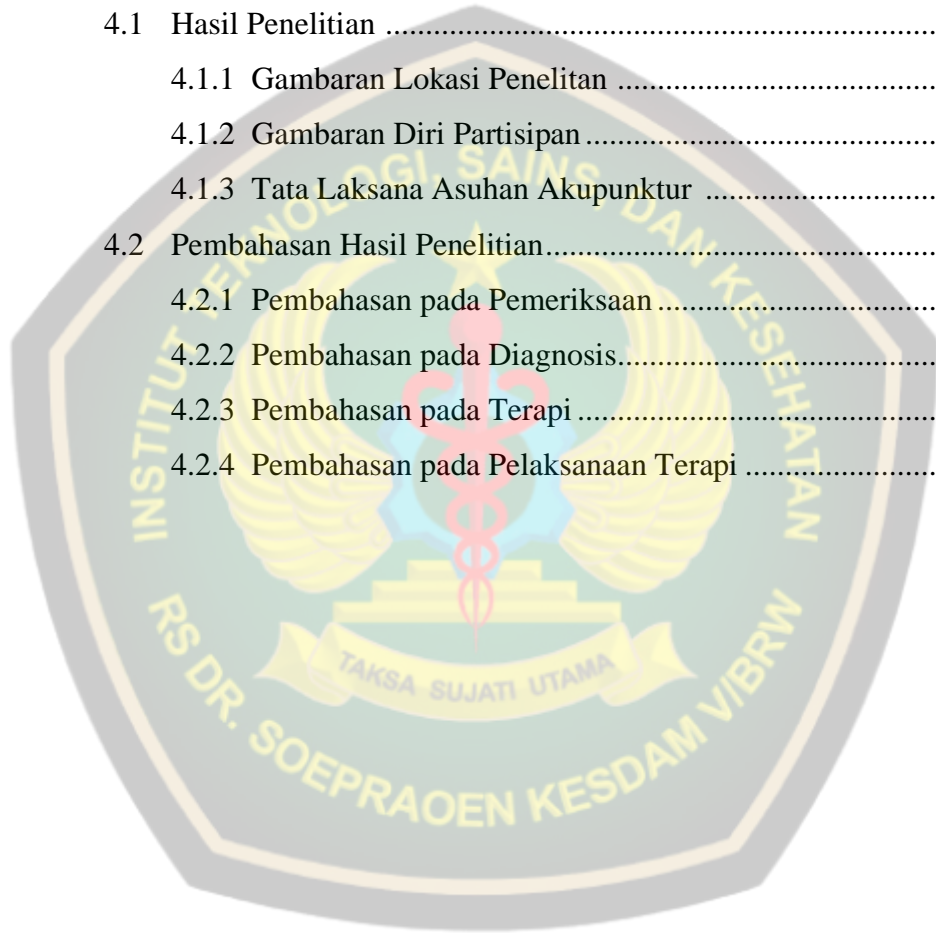 4.1 Hasil Penelitian ........................................................................
4.1.1 Gambaran Lokasi Penelitan ..........................................
4.1.2 Gambaran Diri Partisipan ..............................................
4.1.3 Tata Laksana Asuhan Akupunktur ..............................
4.2 Pembahasan Hasil Penelitian ....................................................
4.2.1 Pembahasan pada Pemeriksaan ....................................
4.2.2 Pembahasan pada Diagnosis.........................................
4.2.3 Pembahasan pada Terapi ..............................................
4.2.4 Pembahasan pada Pelaksanaan Terapi .........................
INSTITUT TEKNOLOGI, SAINS, DAN KESEHATAN
TAKSA SUJATI UTAMA
RS DR. SOEPRAOEN KESDAM V/BRW